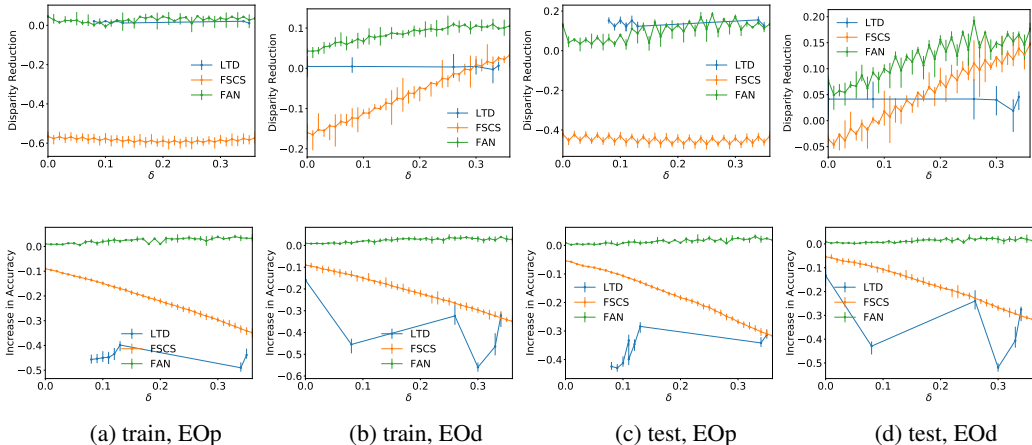 Disparity Reduction
0.0
−0.2
−0.4
−0.6
LTD
FSCS
FAN
0.0 0.1 0.2 0.3
δ
Disparity Reduction
0.1
0.0
−0.1
−0.2
LTD
FSCS
FAN
0.0 0.1 0.2 0.3
δ
Disparity Reduction
0.2
0.0
−0.2
−0.4
LTD
FSCS
FAN
0.0 0.1 0.2 0.3
δ
Disparity Reduction
0.20
0.15
0.10
0.05
0.00
−0.05
LTD
FSCS
FAN
0.0 0.1 0.2 0.3
δ
Increase in Accuracy
0.0
−0.1
−0.2
−0.3
−0.4
−0.5
LTD
FSCS
FAN
0.0 0.1 0.2 0.3
δ
Increase in Accuracy
0.0
−0.1
−0.2
−0.3
−0.4
−0.5
−0.6
LTD
FSCS
FAN
0.0 0.1 0.2 0.3
δ
Increase in Accuracy
0.0
−0.1
−0.2
−0.3
−0.4
LTD
FSCS
FAN
0.0 0.1 0.2 0.3
δ
Increase in Accuracy
0.0
−0.1
−0.2
−0.3
−0.4
−0.5
LTD
FSCS
FAN
0.0 0.1 0.2 0.3
δ
(a) train, EOp
(b) train, EOd
(c) test, EOp
(d) test, EOd